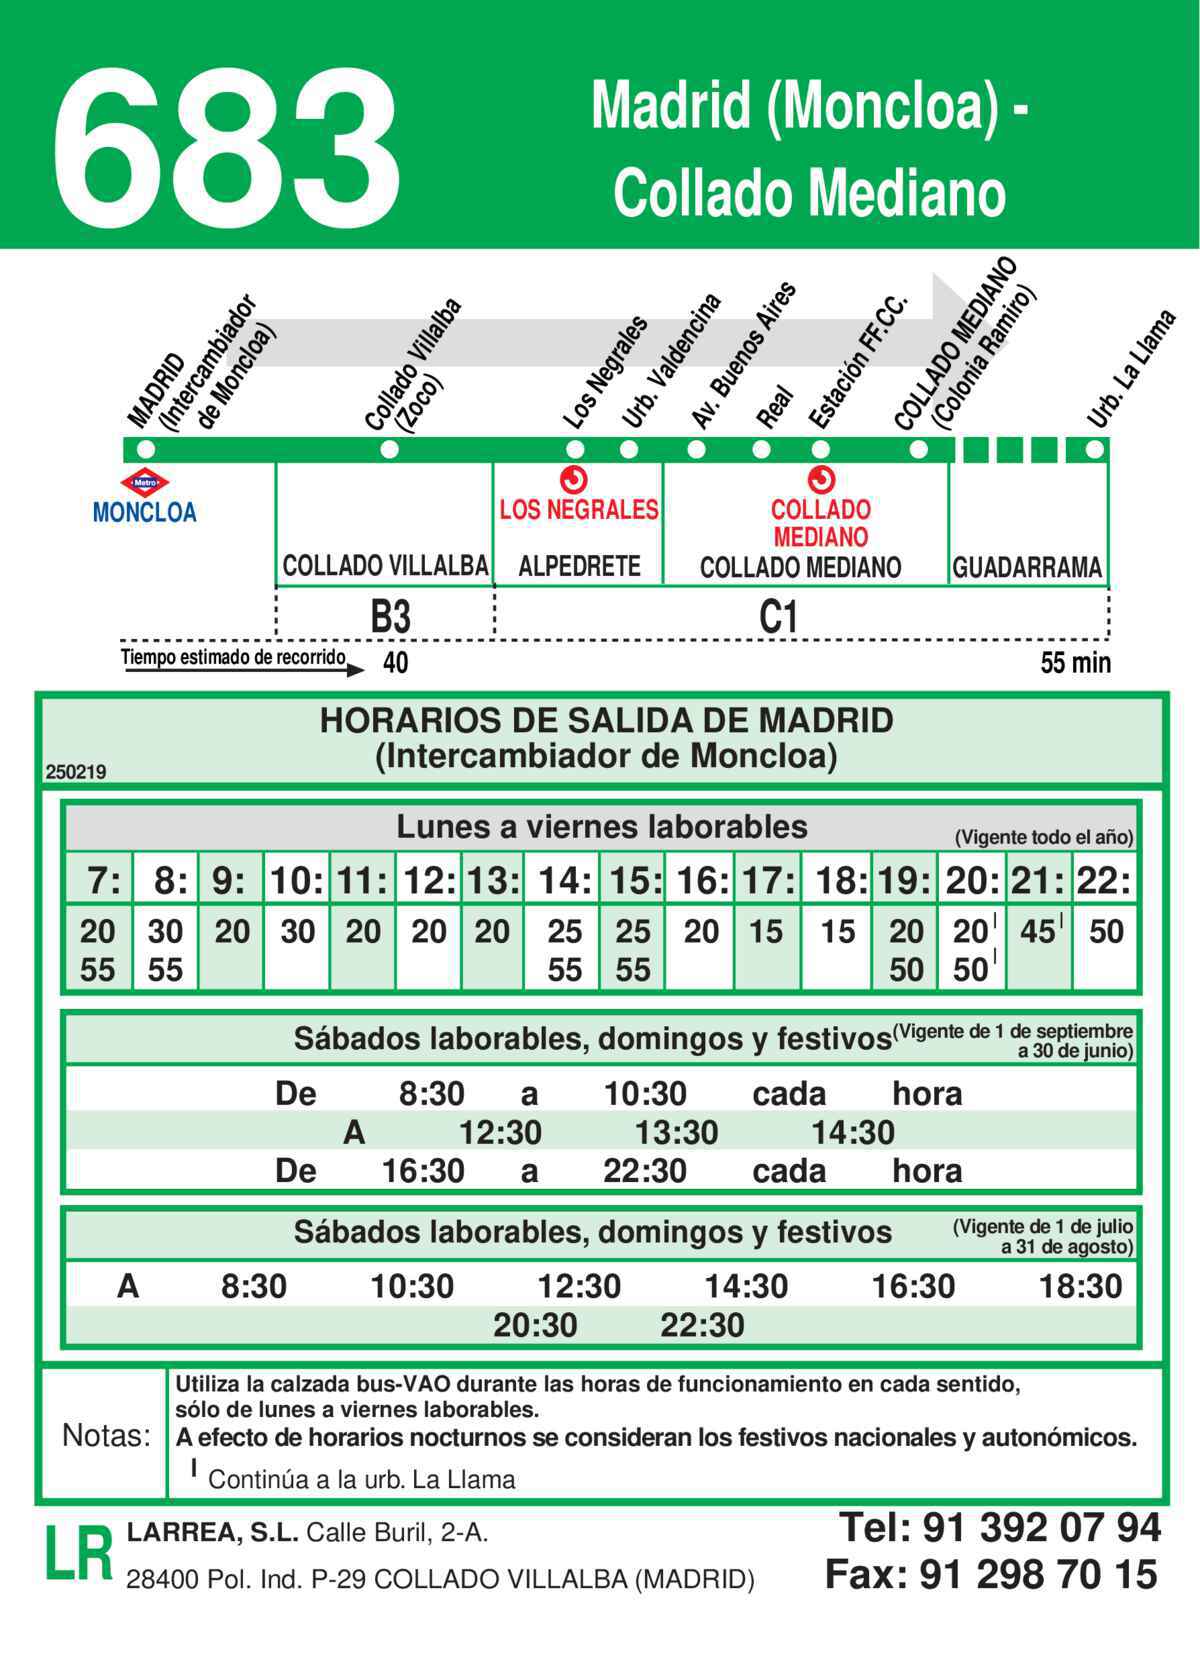 683
Madrid (Moncloa) -
Collado Mediano
MADRID
(Intercambiador
de Moncloa)
Collado Villalba
(Zoco)
Los Negrales
Urb. Valdencina
Av. Buenos Aires
Real
Estación FF.CC.
COLLADO MEDIANO
(Colonia Ramiro)
Urb. La Llama
Metro
MONCLOA
LOS NEGRALES
COLLADO
MEDIANO
COLLADO VILLALBA ALPEDRETE COLLADO MEDIANO GUADARRAMA
B3 C1
Tiempo estimado de recorrido 40 55 min
HORARIOS DE SALIDA DE MADRID
(Intercambiador de Moncloa)
250219
Lunes a viernes laborables (Vigente todo el año)
7: 8: 9: 10: 11: 12: 13: 14: 15: 16: 17: 18: 19: 20: 21: 22:
20 30 20 30 20 20 20 25 25 20 15 15 20 20| 45| 50
55 55 55 55 50 50|
Sábados laborables, domingos y festivos (Vigente de 1 de septiembre
a 30 de junio)
De 8:30 a 10:30 cada hora
A 12:30 13:30 14:30
De 16:30 a 22:30 cada hora
Sábados laborables, domingos y festivos (Vigente de 1 de julio
a 31 de agosto)
A 8:30 10:30 12:30 14:30 16:30 18:30
20:30 22:30
Notas:
Utiliza la calzada bus-VAO durante las horas de funcionamiento en cada sentido,
sólo de lunes a viernes laborables.
A efecto de horarios nocturnos se consideran los festivos nacionales y autonómicos.
| Continúa a la urb. La Llama
LR
LARREA, S.L. Calle Buril, 2-A.
28400 Pol. Ind. P-29 COLLADO VILLALBA (MADRID)
Tel: 91 392 07 94
Fax: 91 298 70 15